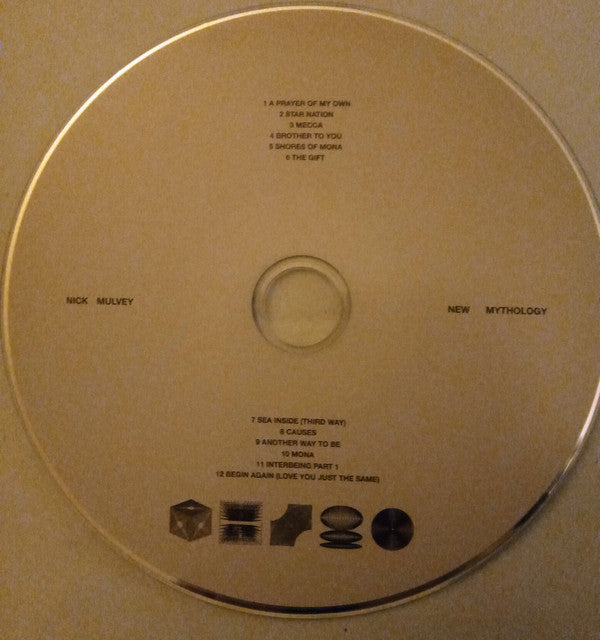 1 A PRAYER OF MY OWN
2 STAR NATION
3 MECCA
4 BROTHER TO YOU
5 SHORES OF MONA
6 THE GIFT
NICK MULVEY
NEW MYTHOLOGY
7 SEA INSIDE (THIRD WAY)
8 CAUSES
9 ANOTHER WAY TO BE
10 MONA
11 INTERBEING PART 1
12 BEGIN AGAIN (LOVE YOU JUST THE SAME)